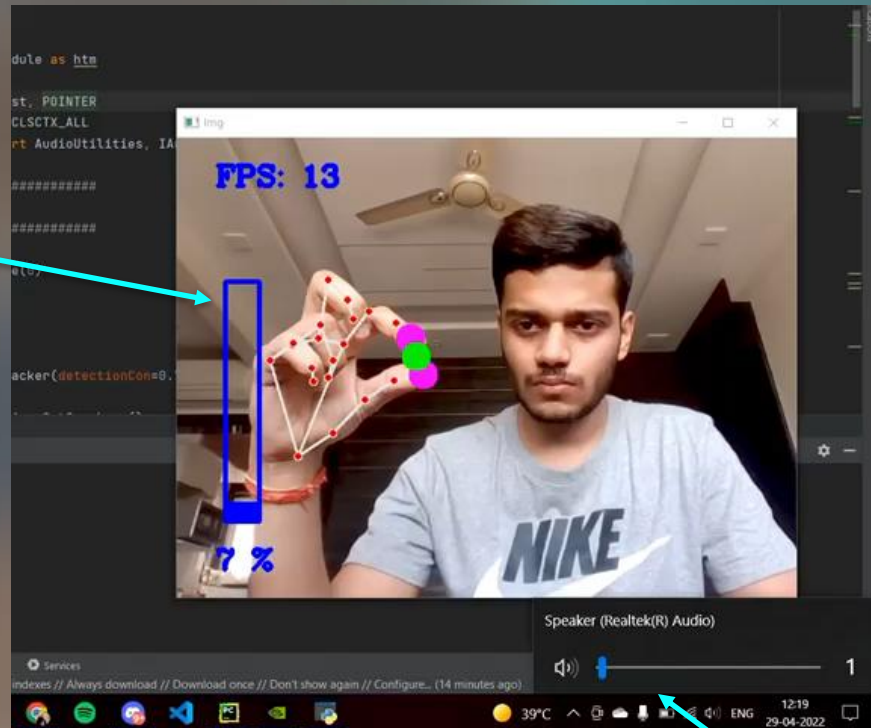 dule as htm
st, POINTER
CLSCTX_ALL
rt AudioUtilities, IA
############
############
e(0)
Img
FPS: 13
acker(detectionCon=0.
7 %
NIKE
Speaker (Realtek(R) Audio)
1
Services
indexes // Always download // Download once // Don't show again // Configure... (14 minutes ago)
39°C
ENG
12:19
29-04-2022